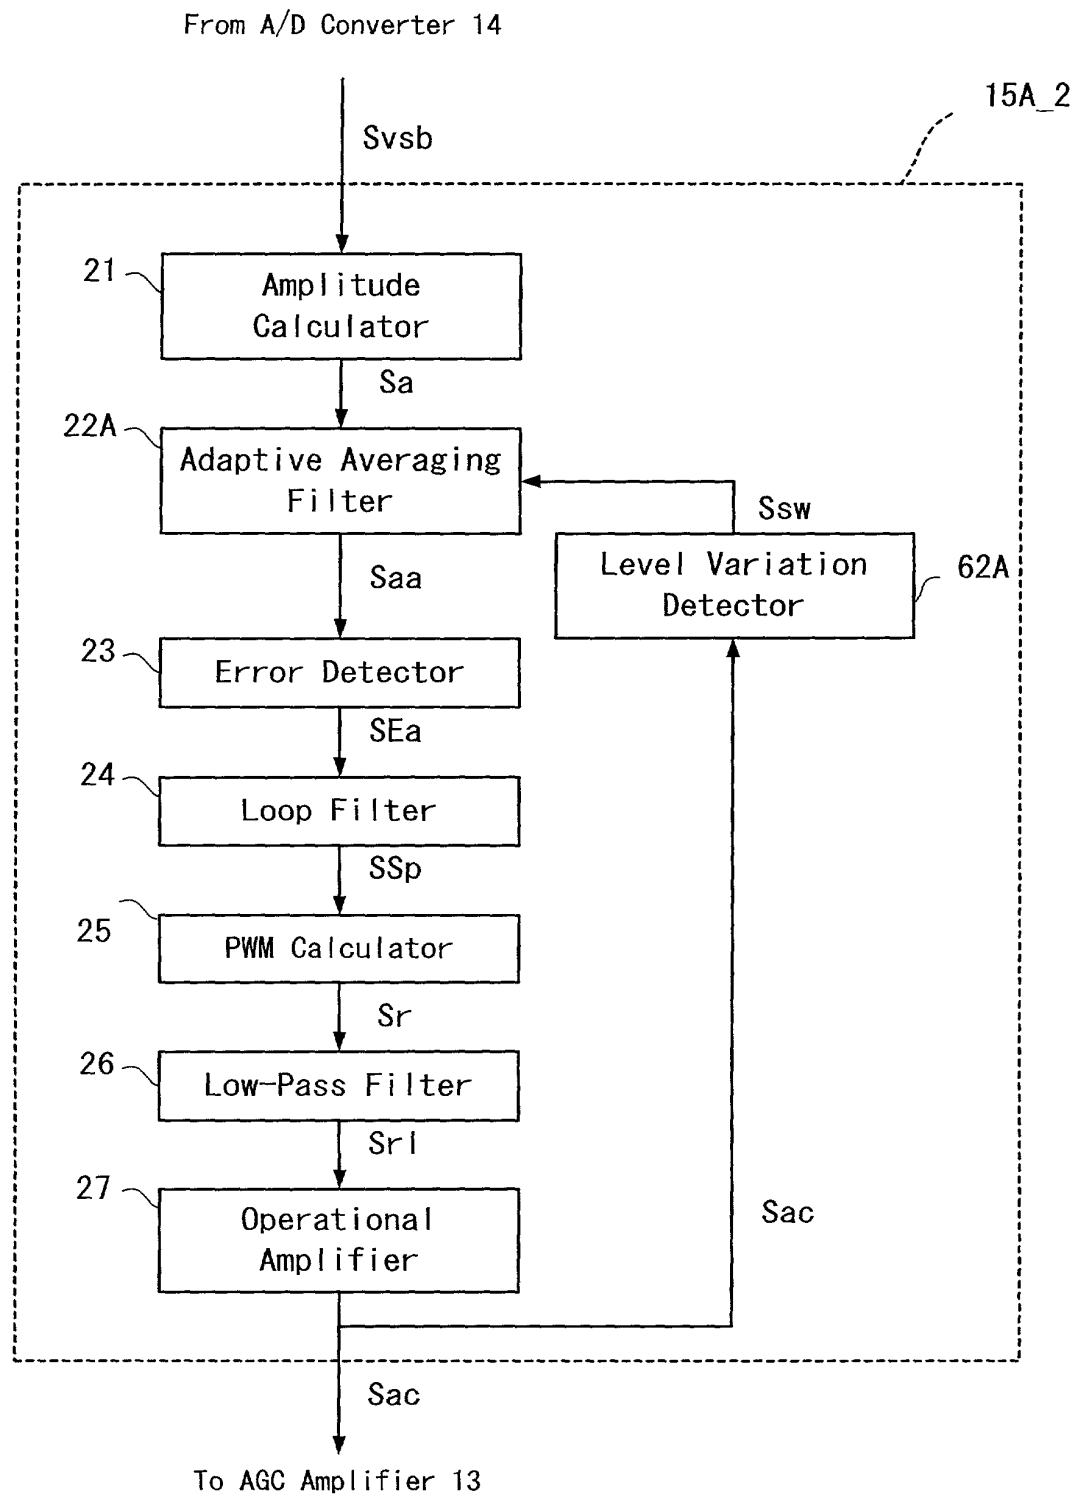 From A/D Converter 14
15A_2
Svsb
21
Amplitude
Calculator
Sa
22A
Adaptive Averaging
Filter
Ssw
Saa
Level Variation
Detector
62A
23
Error Detector
SEa
24
Loop Filter
SSp
25
PWM Calculator
Sr
26
Low-Pass Filter
Srl
27
Operational
Amplifier
Sac
Sac
To AGC Amplifier 13